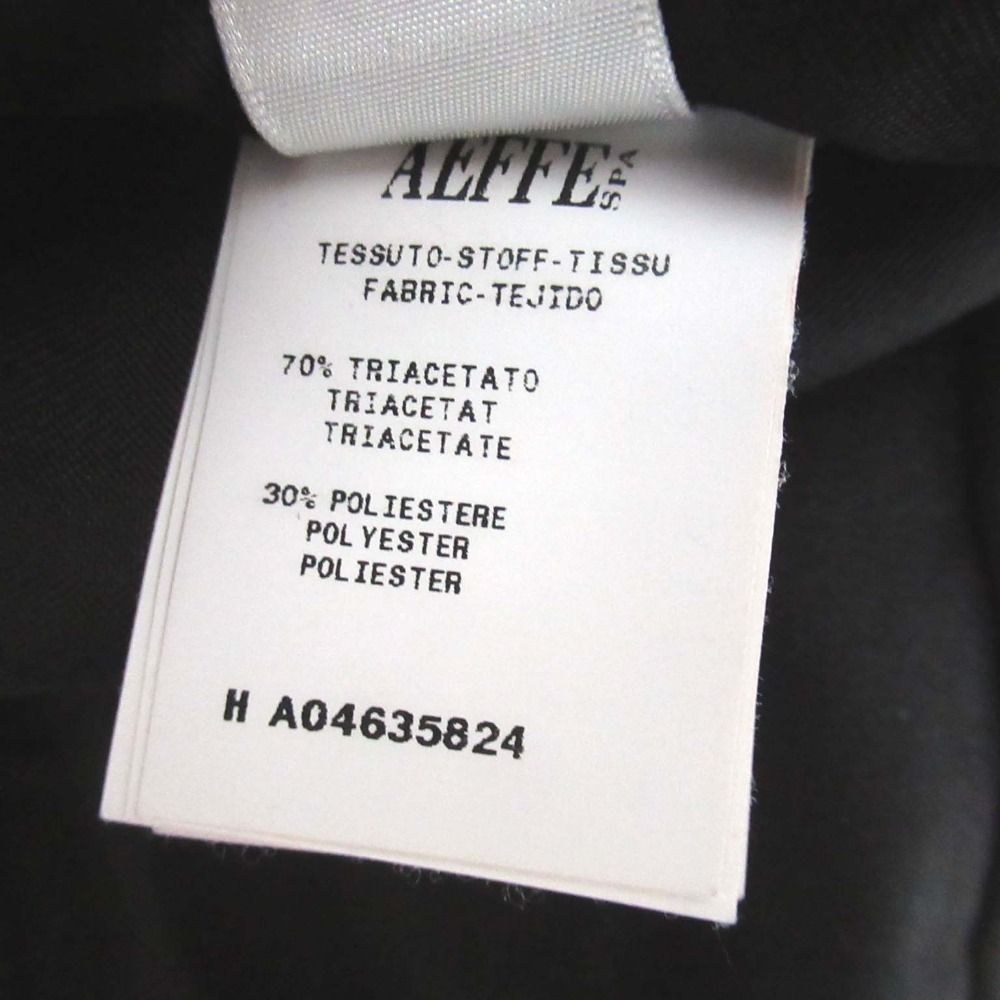 AEFFE SPA
TESSUTO-STOFF-TISSU
FABRIC-TEJIDO
70% TRIACETATO
TRIACETAT
TRIACETATE
30% POLIESTERE
POLYESTER
POLIESTER
H A04635824